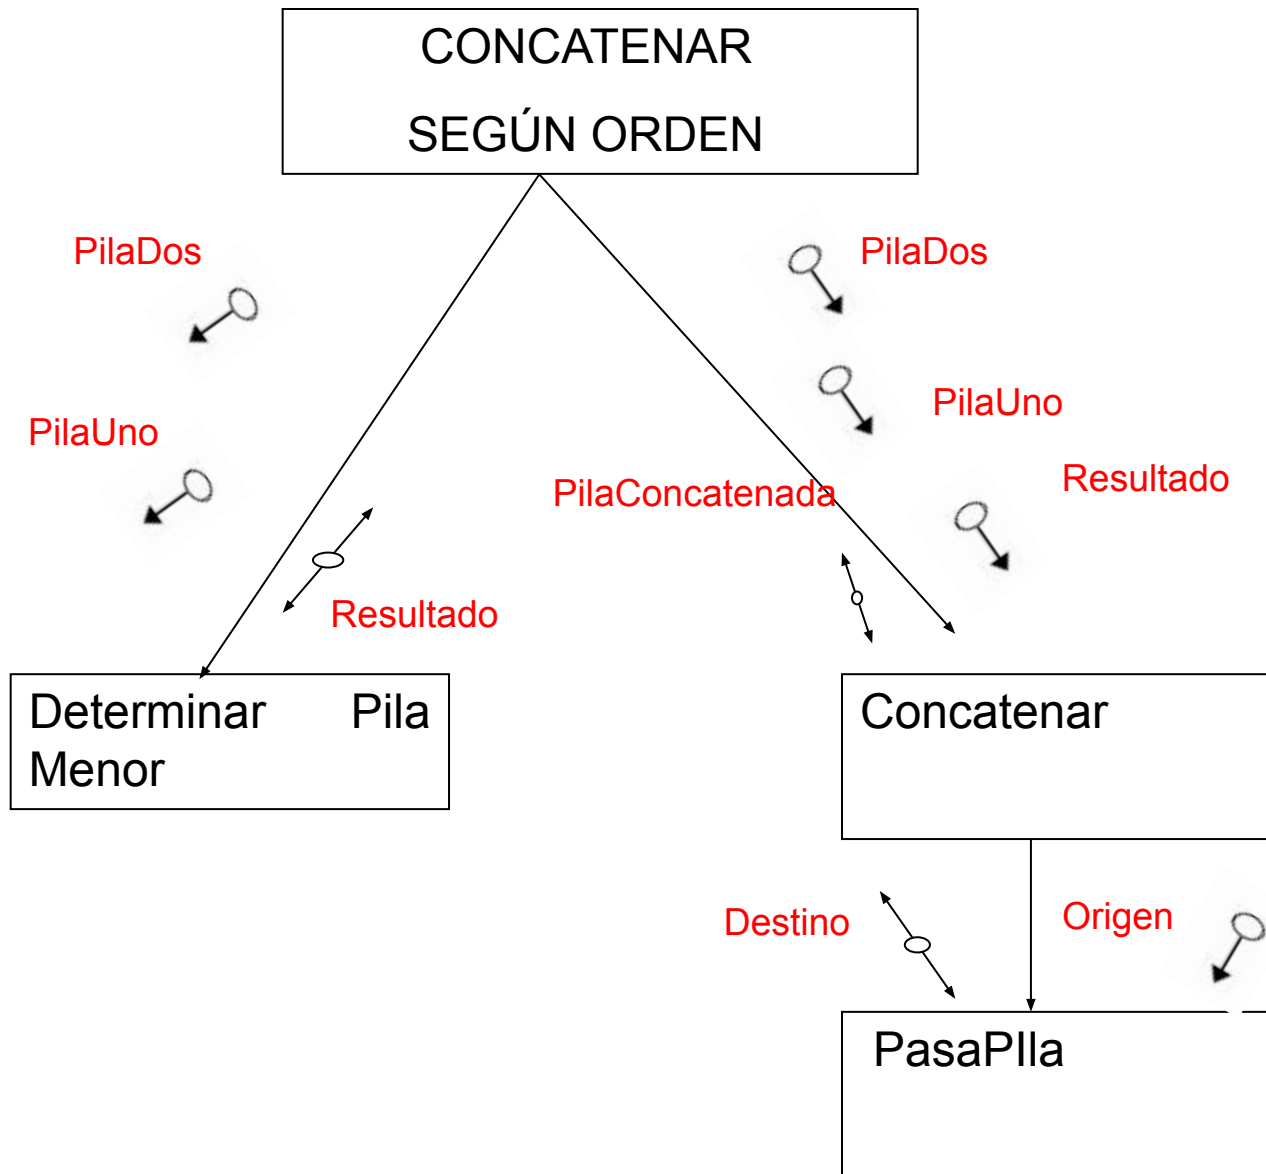 CONCATENAR
SEGÚN ORDEN
PilaDos
PilaDos
PilaUno
PilaUno
PilaConcatenada
Resultado
Resultado
Determinar Pila
Menor
Concatenar
Destino
Origen
PasaPIla